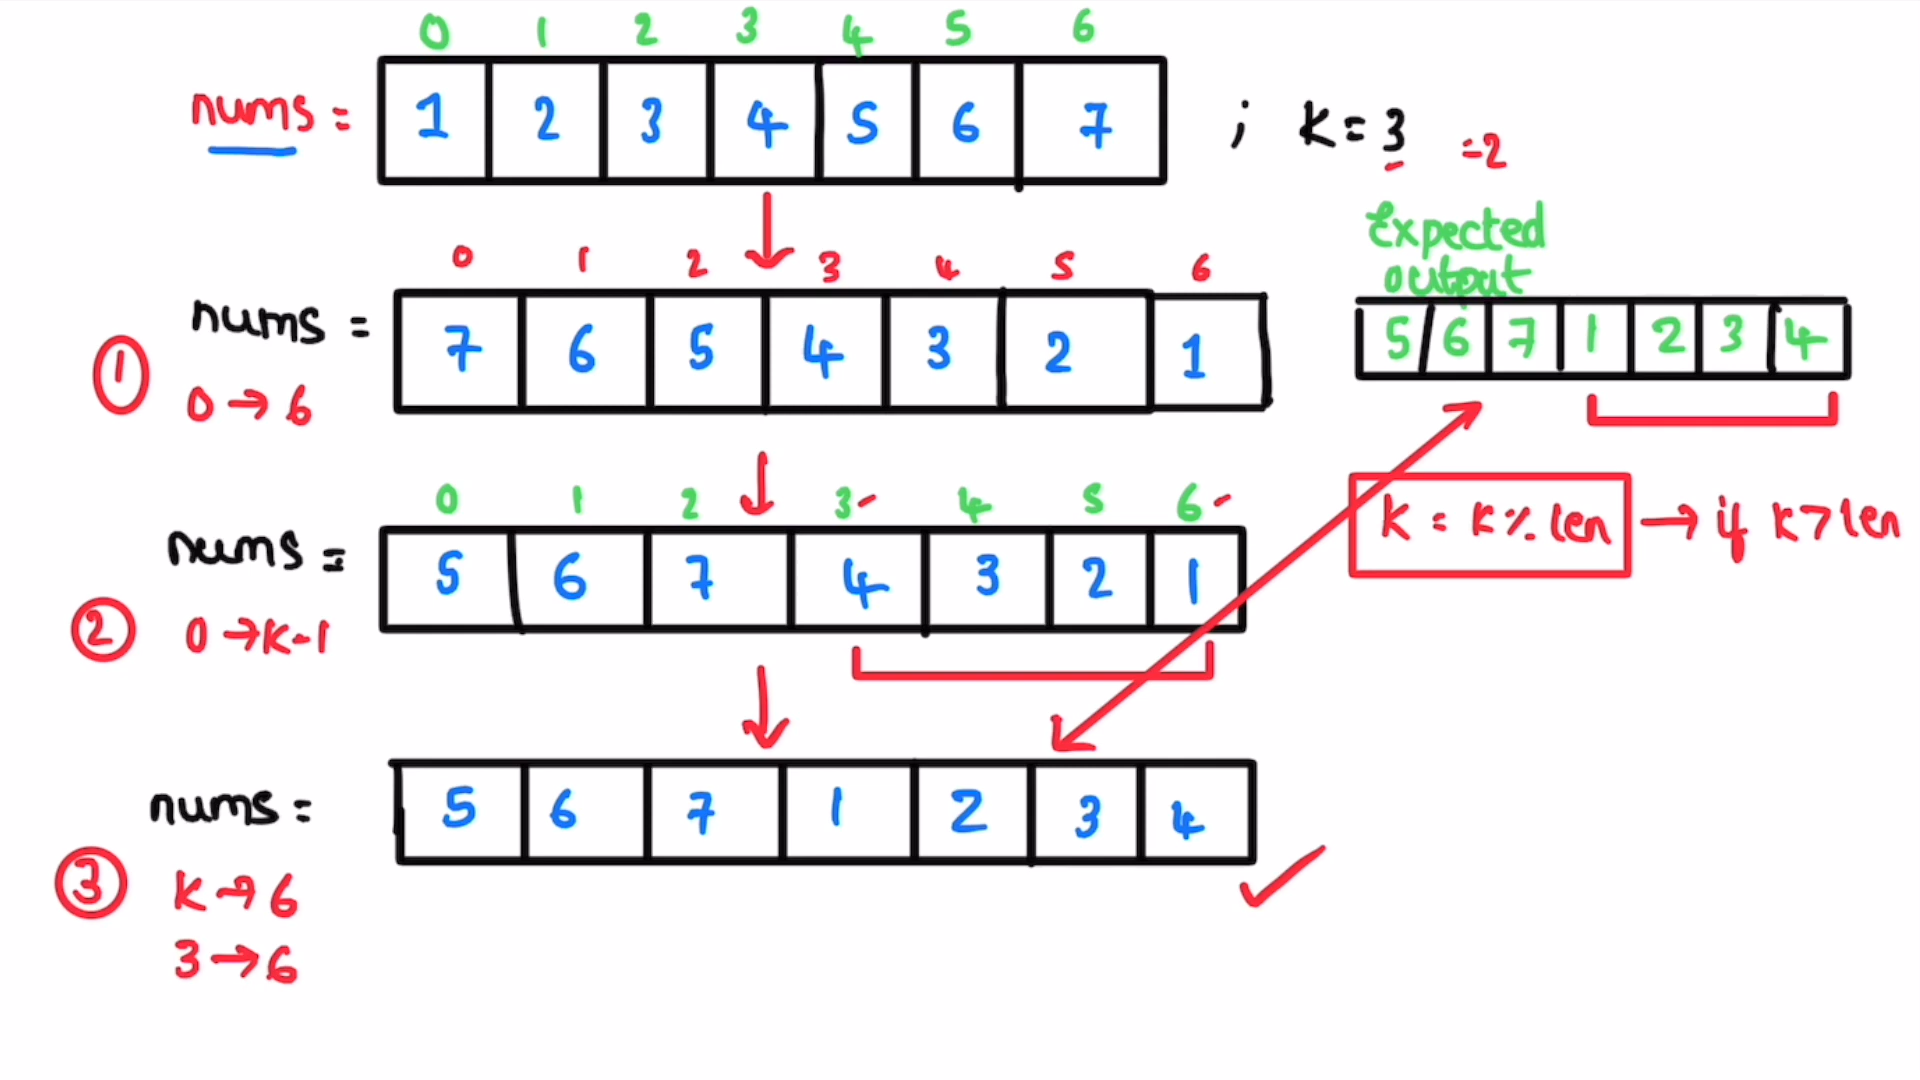 0 1 2 3 4 5 6
nums = 1 2 3 4 5 6 7 ; K = 3 =2
Expected
output
5 6 7 1 2 3 4
0 1 2 3 4 5 6
nums = 7 6 5 4 3 2 1
① 0 → 6
K = K % len → if K > len
0 1 2 3 4 5 6
nums = 5 6 7 4 3 2 1
② 0 → K-1
nums = 5 6 7 1 2 3 4
③ K → 6
3 → 6